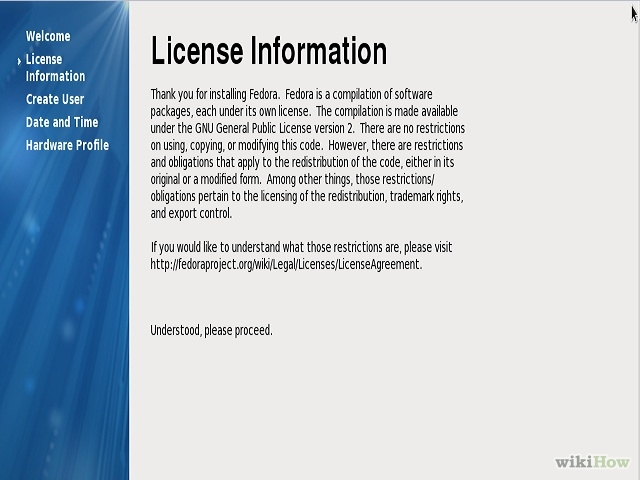 Welcome
License
Information
Create User
Date and Time
Hardware Profile
License Information
Thank you for installing Fedora.  Fedora is a compilation of software
packages, each under its own license.  The compilation is made available
under the GNU General Public License version 2.  There are no restrictions
on using, copying, or modifying this code.  However, there are restrictions
and obligations that apply to the redistribution of the code, either in its
original or a modified form.  Among other things, those restrictions/
obligations pertain to the licensing of the redistribution, trademark rights,
and export control.
If you would like to understand what those restrictions are, please visit
http://fedoraproject.org/wiki/Legal/Licenses/LicenseAgreement.
Understood, please proceed.
wikiHow